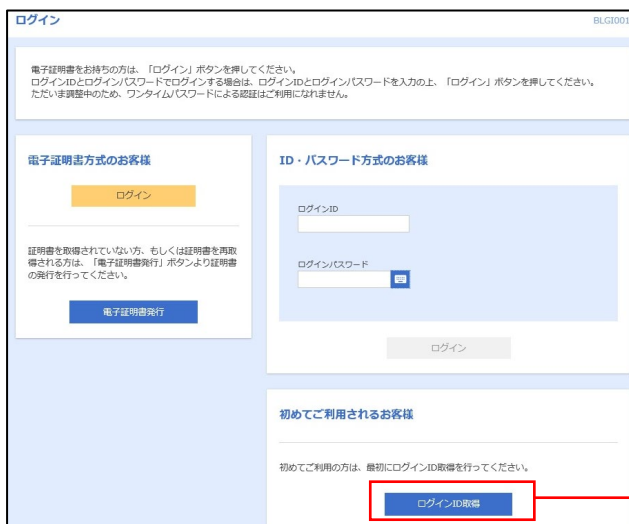 ログイン
BLGI001
電子証明書をお持ちの方は、「ログイン」ボタンを押してください。
ログインIDとログインパスワードでログインする場合は、ログインIDとログインパスワードを入力の上、「ログイン」ボタンを押してください。
ただいま調整中のため、ワンタイムパスワードによる認証はご利用になれません。
電子証明書方式のお客様
ログイン
証明書を取得されていない方、もしくは証明書を再取
得される方は、「電子証明書発行」ボタンより証明書
の発行を行ってください。
電子証明書発行
ID・パスワード方式のお客様
ログインID
ログインパスワード
ログイン
初めてご利用されるお客様
初めてご利用の方は、最初にログインID取得を行ってください。
ログインID取得